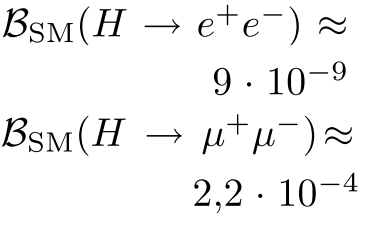 ℬ_SM(H → e⁺e⁻) ≈
9 · 10⁻⁹
ℬ_SM(H → μ⁺μ⁻) ≈
2,2 · 10⁻⁴